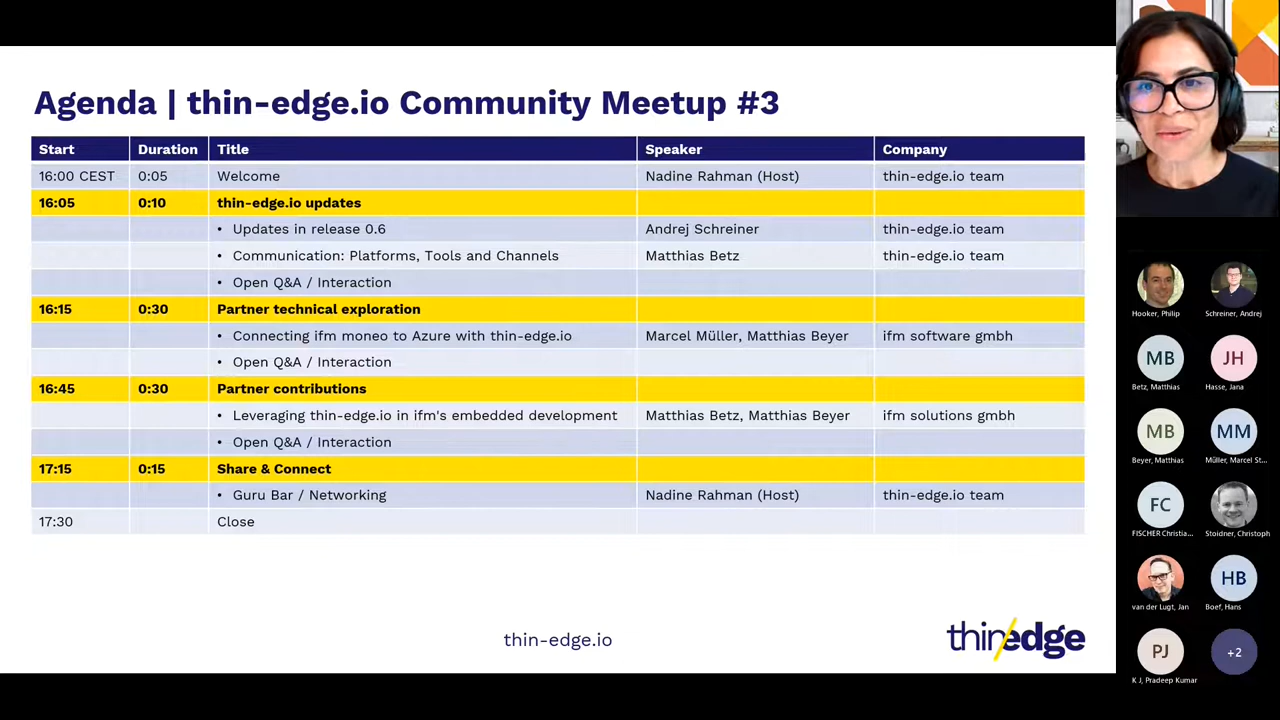 Agenda | thin-edge.io Community Meetup #3
Start Duration Title Speaker Company
16:00 CEST 0:05 Welcome Nadine Rahman (Host) thin-edge.io team
16:05 0:10 thin-edge.io updates
• Updates in release 0.6 Andrej Schreiner thin-edge.io team
• Communication: Platforms, Tools and Channels Matthias Betz thin-edge.io team
• Open Q&A / Interaction
16:15 0:30 Partner technical exploration
• Connecting ifm moneo to Azure with thin-edge.io Marcel Müller, Matthias Beyer ifm software gmbh
• Open Q&A / Interaction
16:45 0:30 Partner contributions
• Leveraging thin-edge.io in ifm's embedded development Matthias Betz, Matthias Beyer ifm solutions gmbh
• Open Q&A / Interaction
17:15 0:15 Share & Connect
• Guru Bar / Networking Nadine Rahman (Host) thin-edge.io team
17:30 Close
thin-edge.io
thin/edge
Hooker, Philip Schreiner, Andrej
MB JH
Betz, Matthias Hasse, Jana
MB MM
Beyer, Matthias Müller, Marcel St...
FC
FISCHER Christia... Stoidner, Christoph
HB
van der Lugt, Jan Boef, Hans
PJ +2
K J, Pradeep Kumar